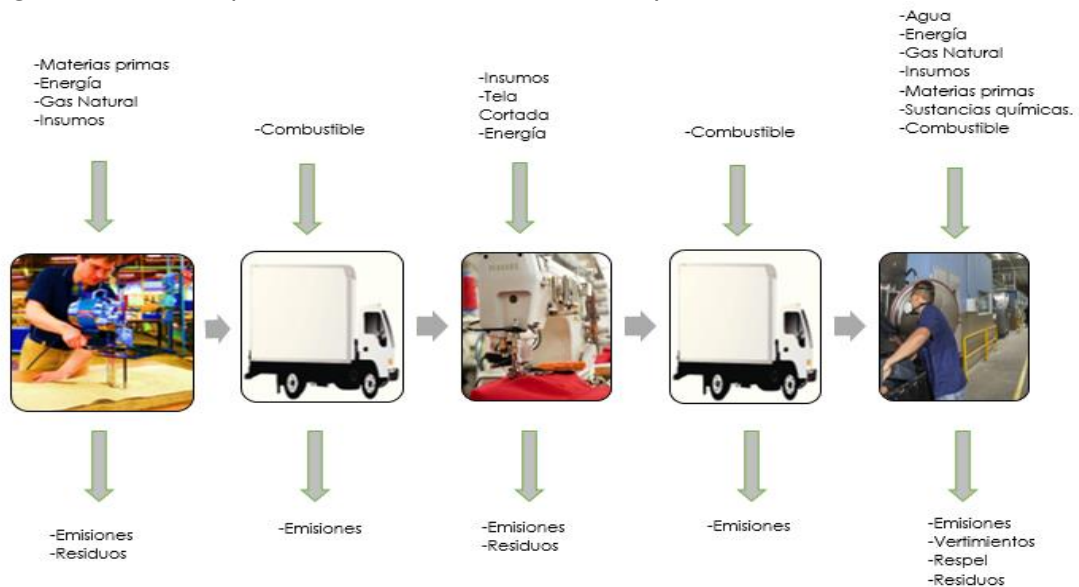 -Materias primas
-Energía
-Gas Natural
-Insumos
-Combustible
-Insumos
-Tela
Cortada
-Energía
-Combustible
-Agua
-Energía
-Gas Natural
-Insumos
-Materias primas
-Sustancias químicas.
-Combustible
-Emisiones
-Residuos
-Emisiones
-Emisiones
-Residuos
-Emisiones
-Emisiones
-Vertimientos
-Respel
-Residuos